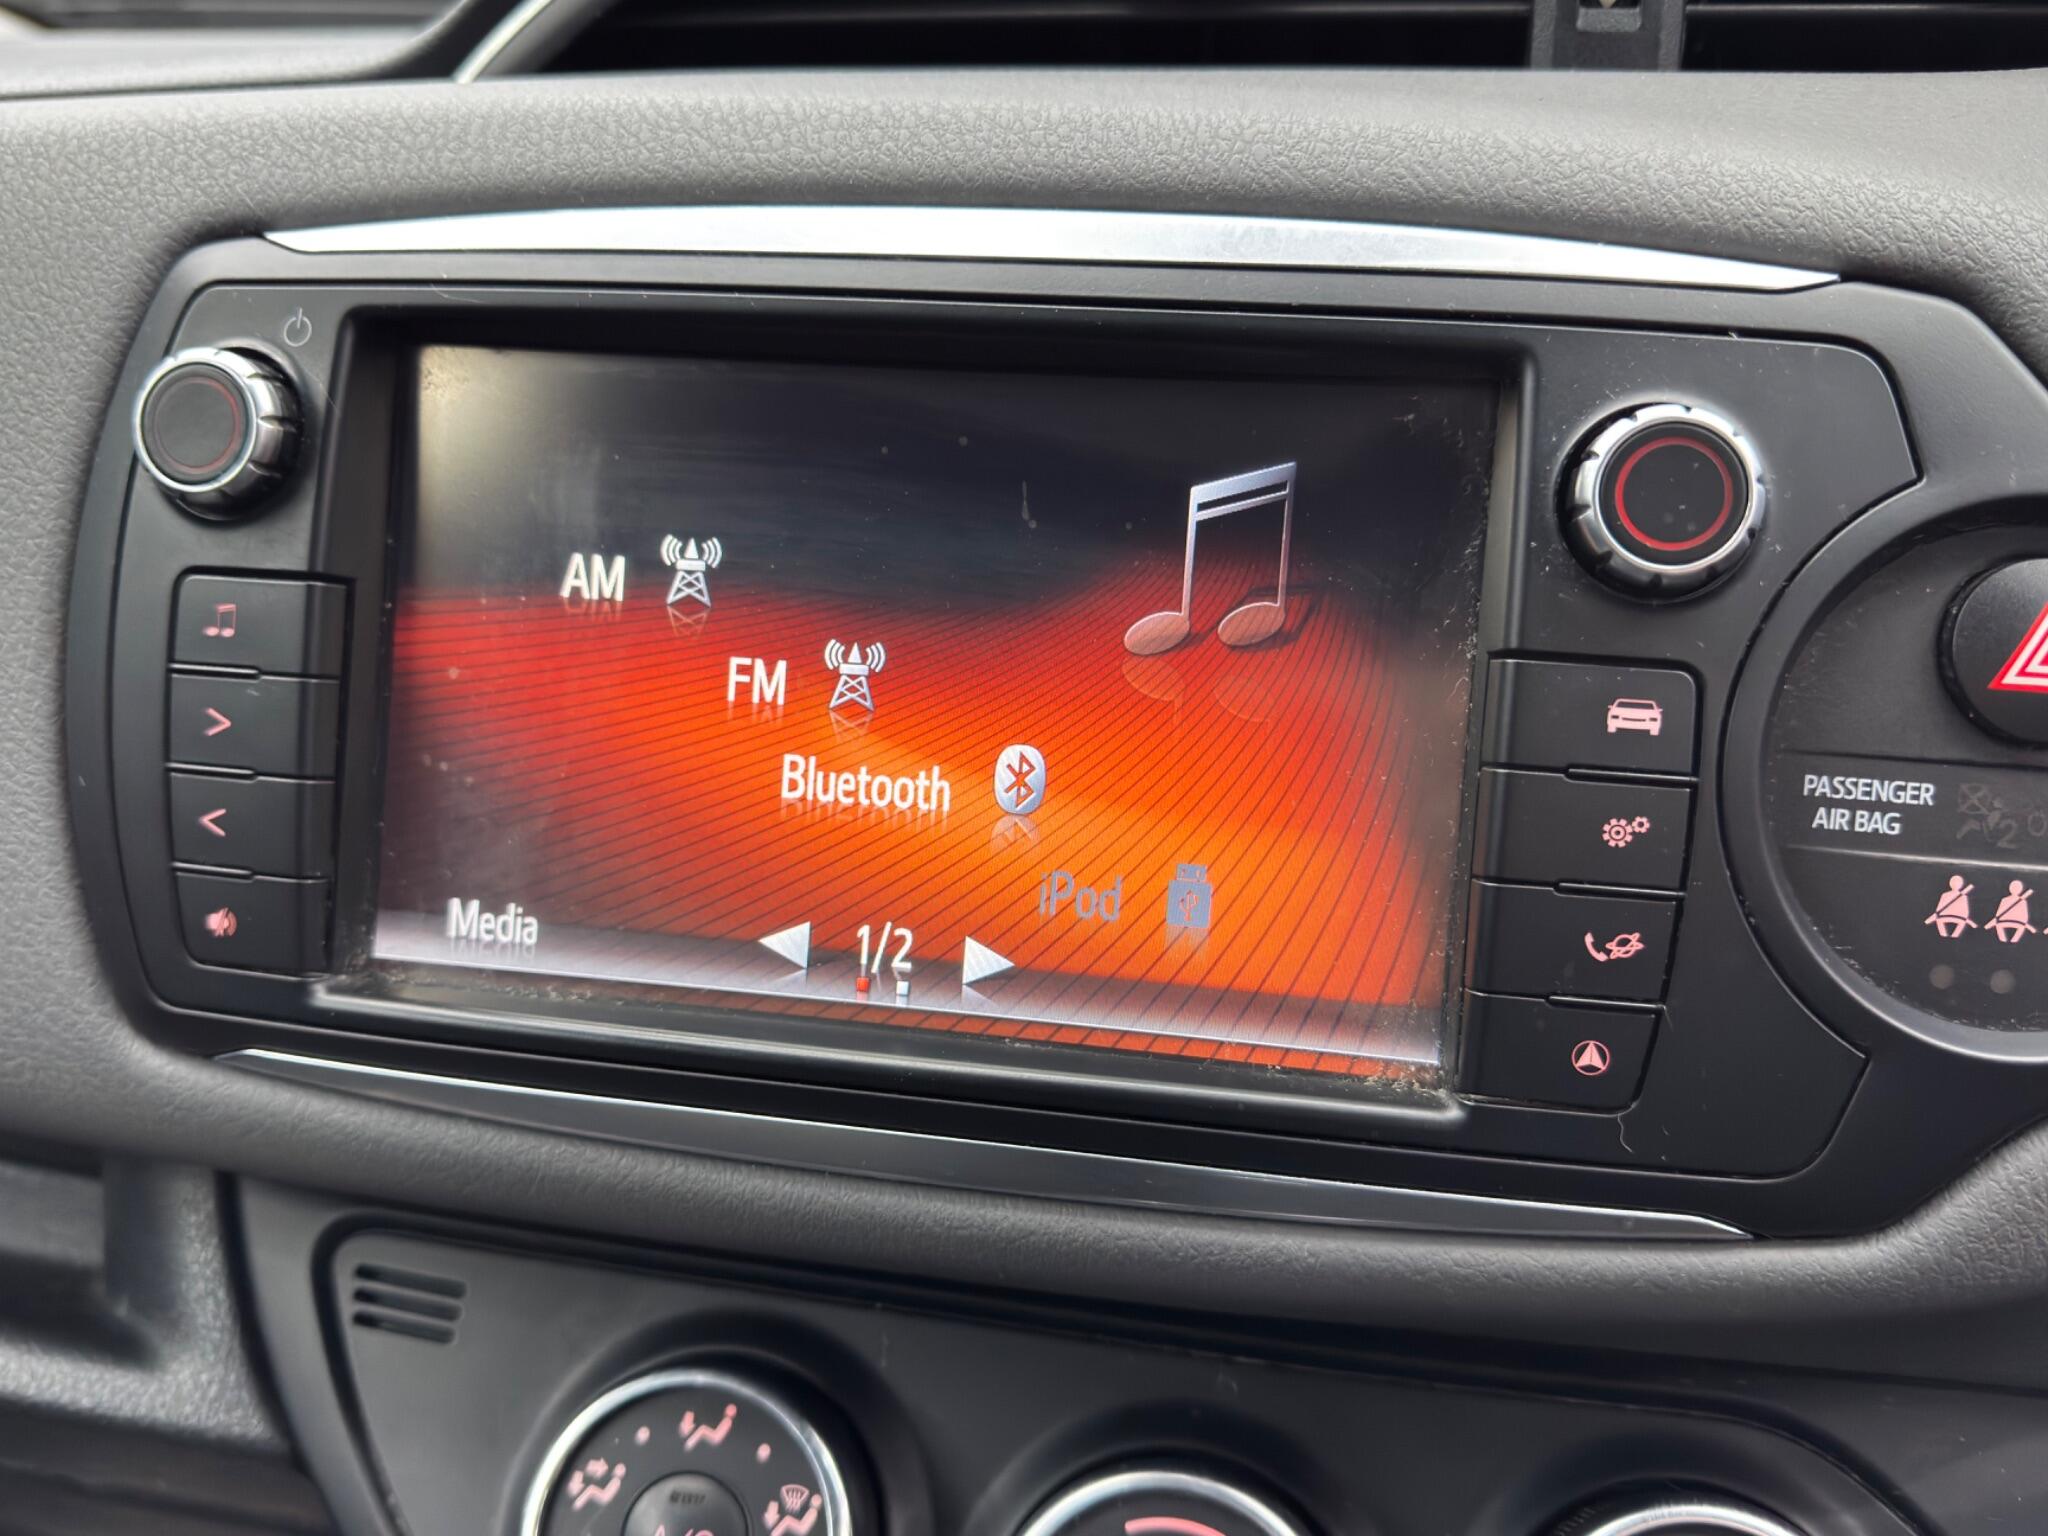 AM
FM
Bluetooth
iPod
Media
1/2
PASSENGER
AIR BAG